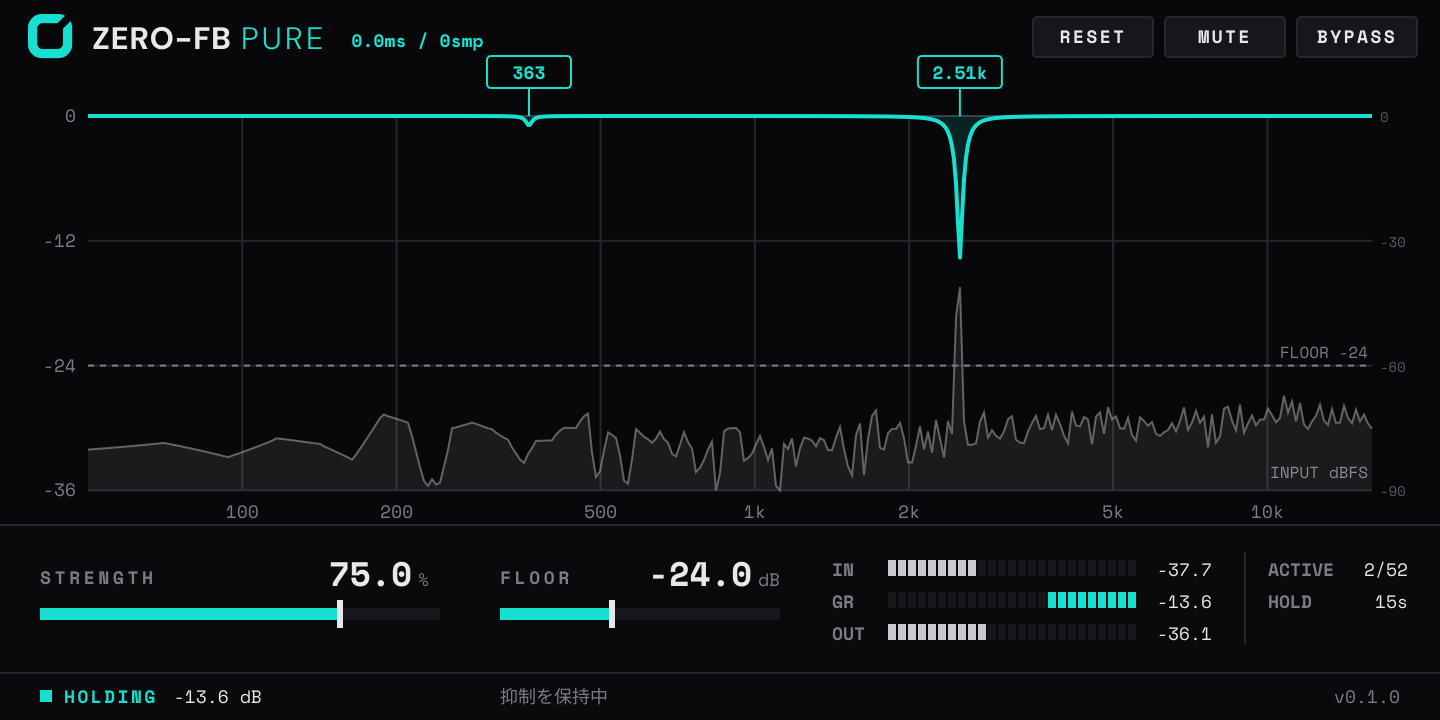 ZERO-FB PURE 0.0ms / 0smp
RESET MUTE BYPASS
363 2.51k
0 0
-12 -30
FLOOR -24
-24 -60
INPUT dBFS
-36 -90
100 200 500 1k 2k 5k 10k
STRENGTH 75.0 %
FLOOR -24.0 dB
IN -37.7
GR -13.6
OUT -36.1
ACTIVE 2/52
HOLD 15s
HOLDING -13.6 dB 抑制を保持中 v0.1.0